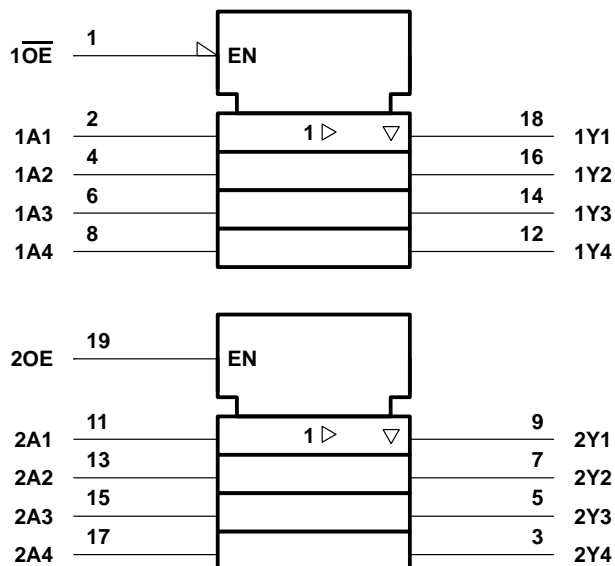 1
1O̅E̅ EN
2 1 18
1A1 1Y1
4 16
1A2 1Y2
6 14
1A3 1Y3
8 12
1A4 1Y4
19
2OE EN
11 1 9
2A1 2Y1
13 7
2A2 2Y2
15 5
2A3 2Y3
17 3
2A4 2Y4